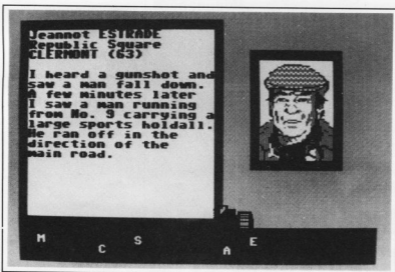 Jeannot ESTRADE
Republic Square
CLERMONT (63)
I heard a gunshot and
saw a man fall down.
A few minutes later
I saw a man running
from No. 9 carrying a
large sports holdall.
He ran off in the
direction of the
main road.
M C S A E